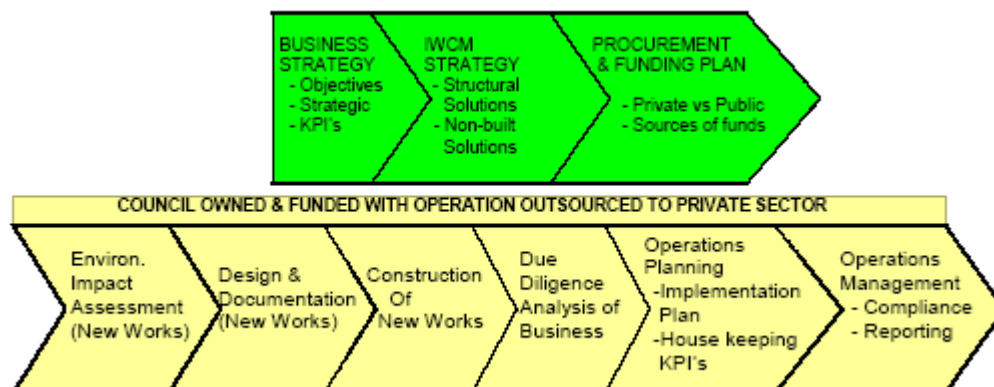 BUSINESS
STRATEGY
- Objectives
- Strategic
- KPI's
IWCM
STRATEGY
- Structural
Solutions
- Non-built
Solutions
PROCUREMENT
& FUNDING PLAN
- Private vs Public
- Sources of funds
COUNCIL OWNED & FUNDED WITH OPERATION OUTSOURCED TO PRIVATE SECTOR
Environ.
Impact
Assessment
(New Works)
Design &
Documentation
(New Works)
Construction
Of
New Works
Due
Diligence
Analysis of
Business
Operations
Planning
-Implementation
Plan
-House keeping
KPI's
Operations
Management
- Compliance
- Reporting